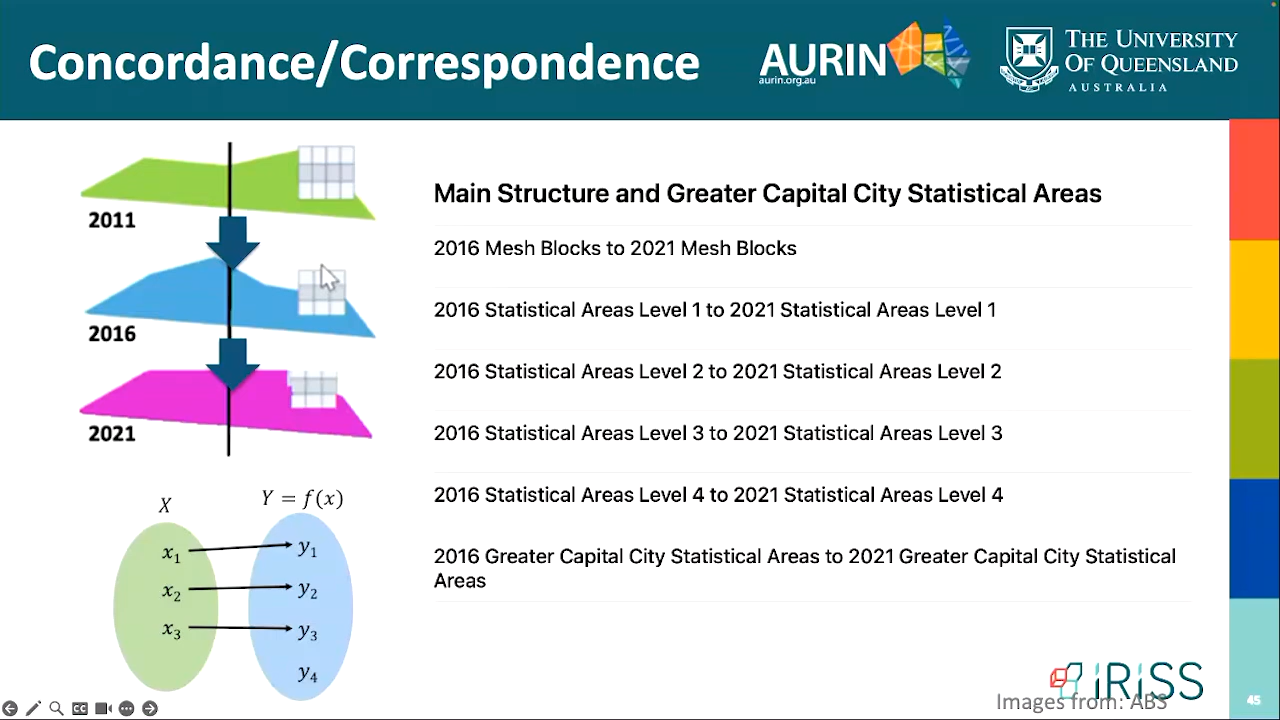 Concordance/Correspondence
AURIN
aurin.org.au
THE UNIVERSITY
OF QUEENSLAND
AUSTRALIA
2011
2016
2021
X
Y = f(x)
x₁
y₁
x₂
y₂
x₃
y₃
y₄
Main Structure and Greater Capital City Statistical Areas
2016 Mesh Blocks to 2021 Mesh Blocks
2016 Statistical Areas Level 1 to 2021 Statistical Areas Level 1
2016 Statistical Areas Level 2 to 2021 Statistical Areas Level 2
2016 Statistical Areas Level 3 to 2021 Statistical Areas Level 3
2016 Statistical Areas Level 4 to 2021 Statistical Areas Level 4
2016 Greater Capital City Statistical Areas to 2021 Greater Capital City Statistical
Areas
iRiSS
Images from: ABS
45
CC